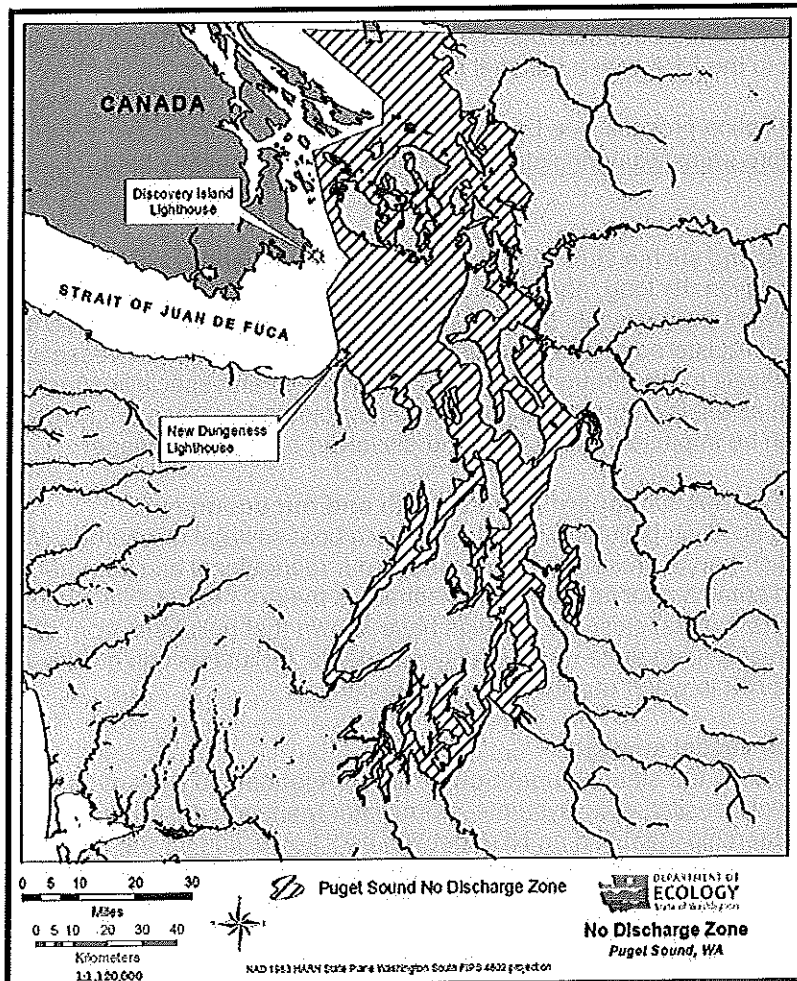 CANADA
Discovery Island
Lighthouse
STRAIT OF JUAN DE FUCA
New Dungeness
Lighthouse
0 5 10 20 30
Miles
0 5 10 20 30 40
Kilometers
1:1,120,000
Puget Sound No Discharge Zone
DEPARTMENT OF
ECOLOGY
State of Washington
No Discharge Zone
Puget Sound, WA
NAD 1983 HARN State Plane Washington South FIPS 4602 projection